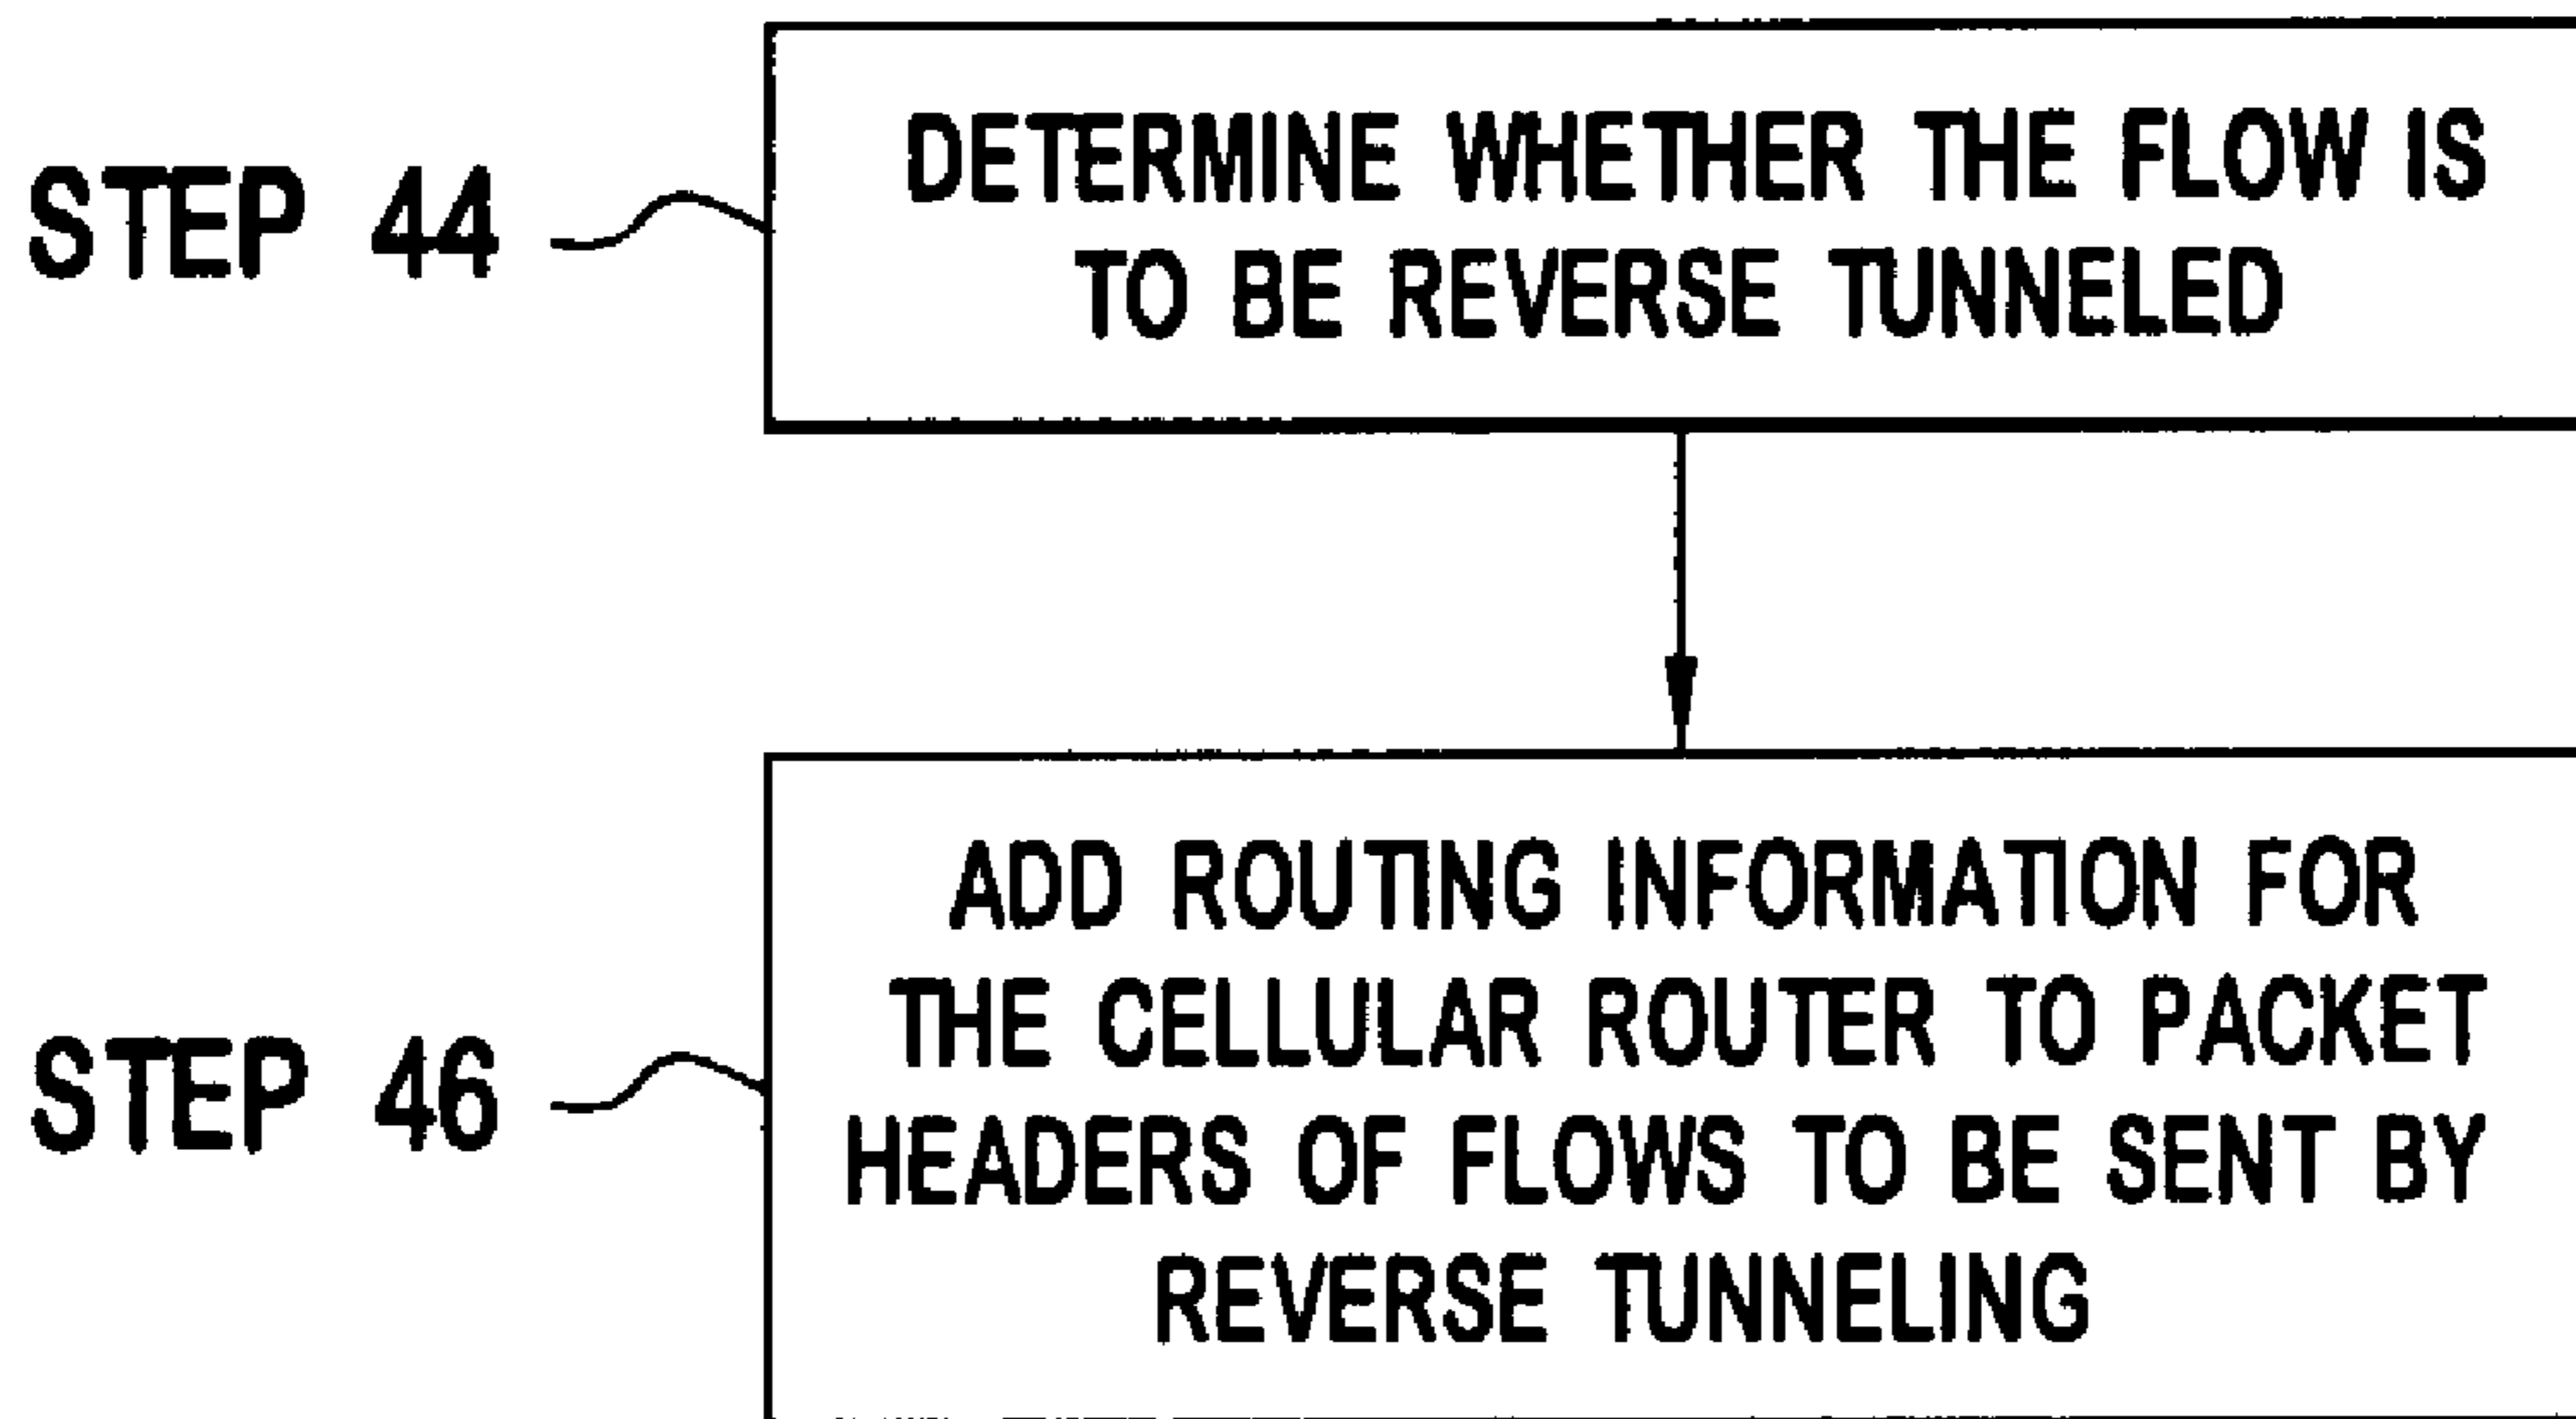 STEP 44
DETERMINE WHETHER THE FLOW IS
TO BE REVERSE TUNNELED
STEP 46
ADD ROUTING INFORMATION FOR
THE CELLULAR ROUTER TO PACKET
HEADERS OF FLOWS TO BE SENT BY
REVERSE TUNNELING